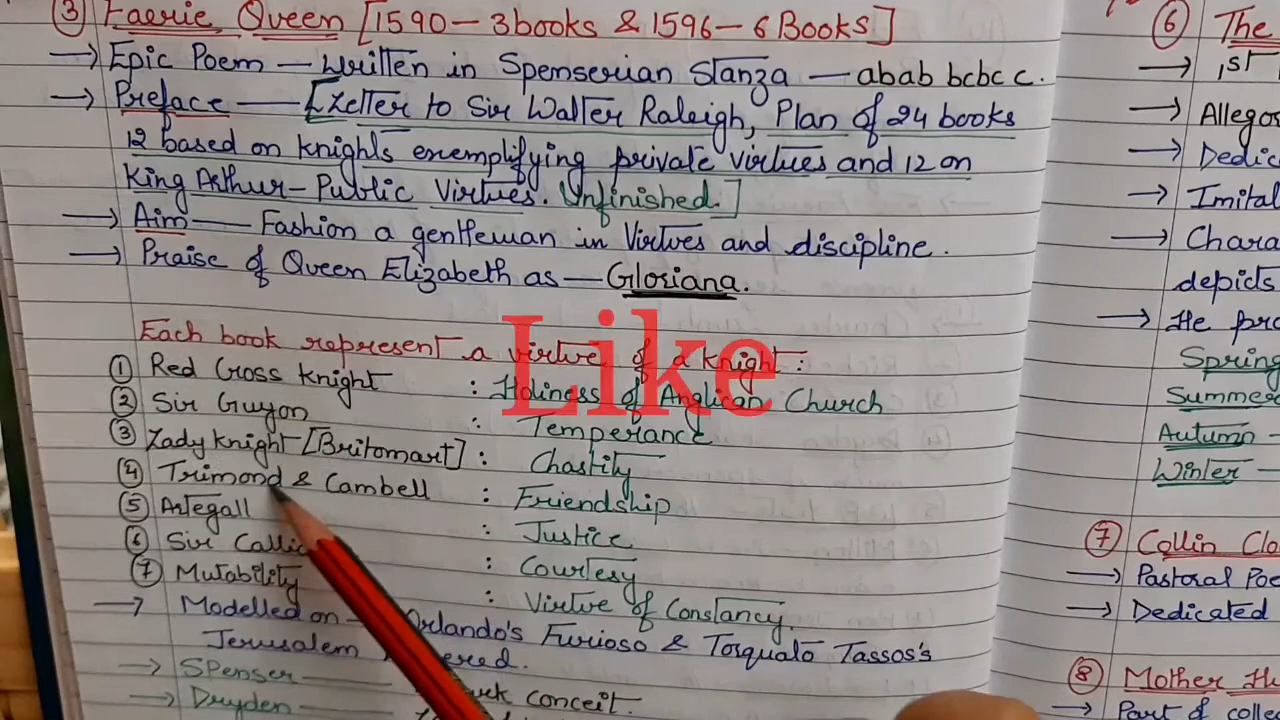 ③ Faerie Queen [1590 – 3books & 1596 – 6 Books]
→ Epic Poem — written in Spenserian Stanza — abab bcbc c.
→ Preface — [Letter to Sir Walter Raleigh, Plan of 24 books
12 based on knights exemplifying private virtues and 12 on
King Arthur – Public Virtues. Unfinished.]
→ Aim — Fashion a gentleman in Virtues and discipline.
→ Praise of Queen Elizabeth as — Gloriana.
Each book represent a virtue of a knight :
① Red Cross Knight : Holiness of Anglican Church
② Sir Guyon : Temperance
③ Lady Knight [Britomart] : Chastity
④ Trimond & Cambell : Friendship
⑤ Artegall : Justice
⑥ Sir Callid : Courtesy
⑦ Mutability : Virtue of Constancy.
→ Modelled on – Orlando's Furioso & Torquato Tassos's
Jerusalem ered.
→ Spenser — conceit.
→ Dryden —
Like
⑥ The
→ 1st
→ Allego
→ Dedic
→ Imita
→ Chara
depicts
→ He pro
Spring
Summer
Autumn –
Winter –
⑦ Collin Clo
→ Pastoral Poe
→ Dedicated
⑧ Mother Hu
→ Part of colle